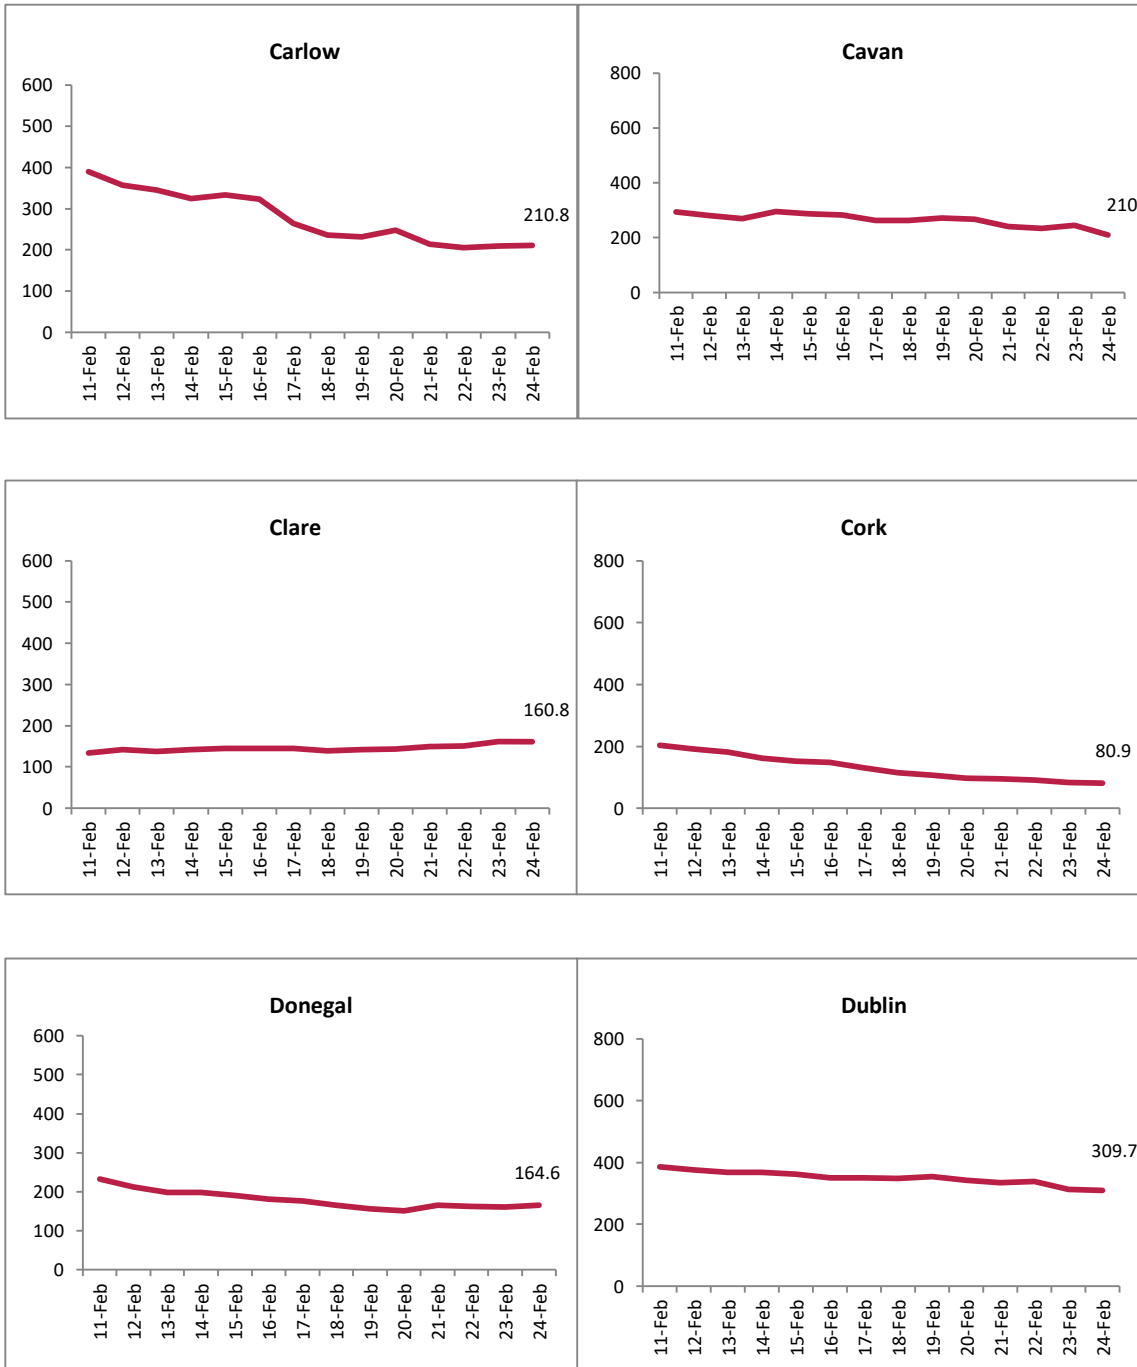 Carlow
600
500
400
300
200
100
0
210.8
11-Feb
12-Feb
13-Feb
14-Feb
15-Feb
16-Feb
17-Feb
18-Feb
19-Feb
20-Feb
21-Feb
22-Feb
23-Feb
24-Feb
Cavan
800
600
400
200
0
210
11-Feb
12-Feb
13-Feb
14-Feb
15-Feb
16-Feb
17-Feb
18-Feb
19-Feb
20-Feb
21-Feb
22-Feb
23-Feb
24-Feb
Clare
600
500
400
300
200
100
0
160.8
11-Feb
12-Feb
13-Feb
14-Feb
15-Feb
16-Feb
17-Feb
18-Feb
19-Feb
20-Feb
21-Feb
22-Feb
23-Feb
24-Feb
Cork
800
600
400
200
0
80.9
11-Feb
12-Feb
13-Feb
14-Feb
15-Feb
16-Feb
17-Feb
18-Feb
19-Feb
20-Feb
21-Feb
22-Feb
23-Feb
24-Feb
Donegal
600
500
400
300
200
100
0
164.6
11-Feb
12-Feb
13-Feb
14-Feb
15-Feb
16-Feb
17-Feb
18-Feb
19-Feb
20-Feb
21-Feb
22-Feb
23-Feb
24-Feb
Dublin
800
600
400
200
0
309.7
11-Feb
12-Feb
13-Feb
14-Feb
15-Feb
16-Feb
17-Feb
18-Feb
19-Feb
20-Feb
21-Feb
22-Feb
23-Feb
24-Feb